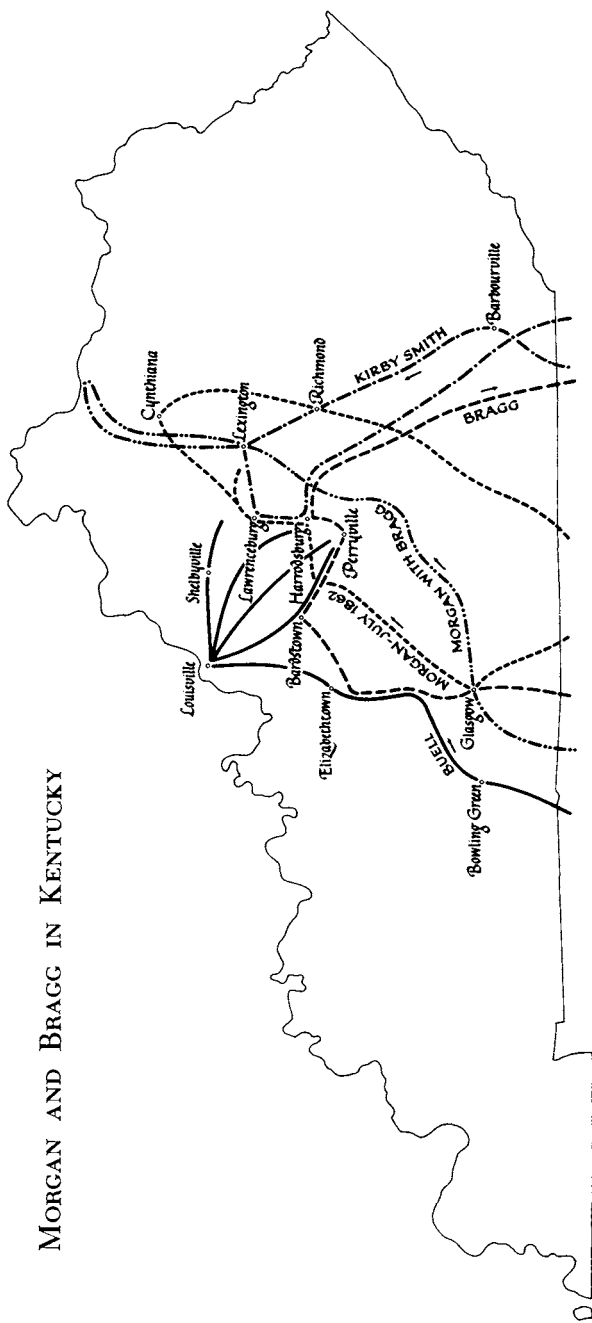 MORGAN AND BRAGG IN KENTUCKY
Cynthiana
Lexington
Richmond
KIRBY SMITH
Barbourville
BRAGG
Shelbyville
Lawrenceburg
Harrodsburg
Perryville
MORGAN WITH BRAGG
Louisville
Bardstown
MORGAN-JULY 1862
Elizabethtown
Glasgow
BUELL
Bowling Green